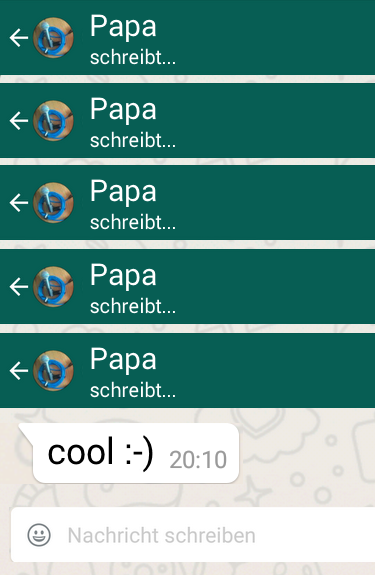 Papa
schreibt...
Papa
schreibt...
Papa
schreibt...
Papa
schreibt...
Papa
schreibt...
cool :-) 20:10
Nachricht schreiben